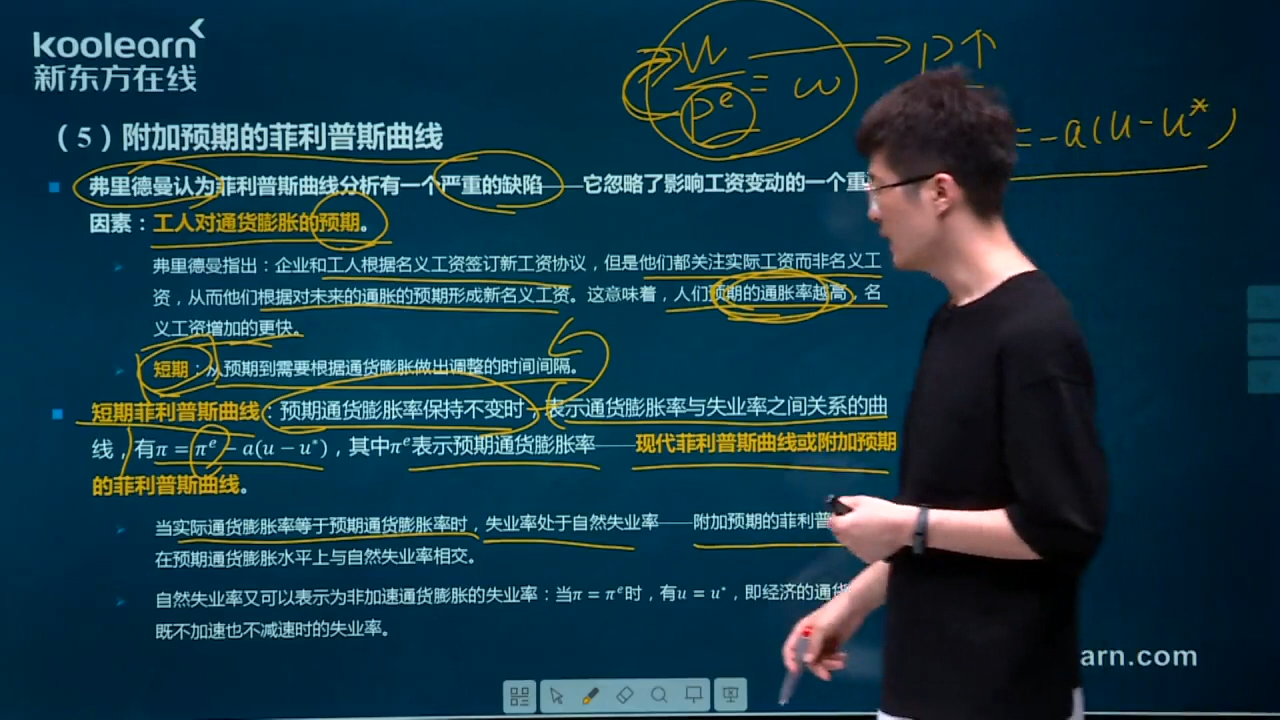 koolearn
新东方在线
W
P^e = w → P↑
=-a(u-u*)
（5）附加预期的菲利普斯曲线
弗里德曼认为菲利普斯曲线分析有一个严重的缺陷——它忽略了影响工资变动的一个重
因素：工人对通货膨胀的预期。
弗里德曼指出：企业和工人根据名义工资签订新工资协议，但是他们都关注实际工资而非名义工
资，从而他们根据对未来的通胀的预期形成新名义工资。这意味着，人们预期的通胀率越高，名
义工资增加的更快。
短期：从预期到需要根据通货膨胀做出调整的时间间隔。
短期菲利普斯曲线：预期通货膨胀率保持不变时，表示通货膨胀率与失业率之间关系的曲
线，有π = π^e − a(u − u*)，其中π^e表示预期通货膨胀率——现代菲利普斯曲线或附加预期
的菲利普斯曲线。
当实际通货膨胀率等于预期通货膨胀率时，失业率处于自然失业率——附加预期的菲利普
在预期通货膨胀水平上与自然失业率相交。
自然失业率又可以表示为非加速通货膨胀的失业率：当π = π^e时，有u = u*，即经济的通货
既不加速也不减速时的失业率。
arn.com